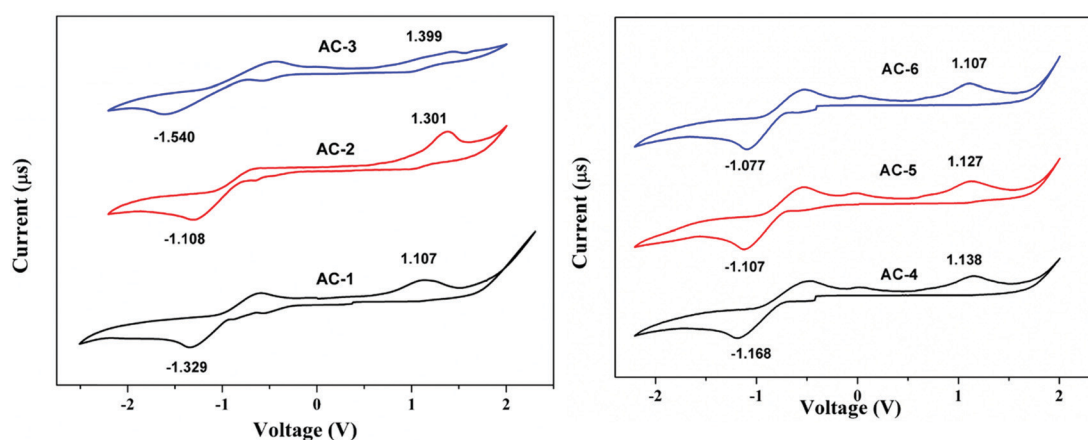 Current (μs)
AC-3
1.399
-1.540
AC-2
1.301
-1.108
AC-1
1.107
-1.329
-2
-1
0
1
2
Voltage (V)
Current (μs)
AC-6
1.107
-1.077
AC-5
1.127
-1.107
AC-4
1.138
-1.168
-2
-1
0
1
2
Voltage (V)